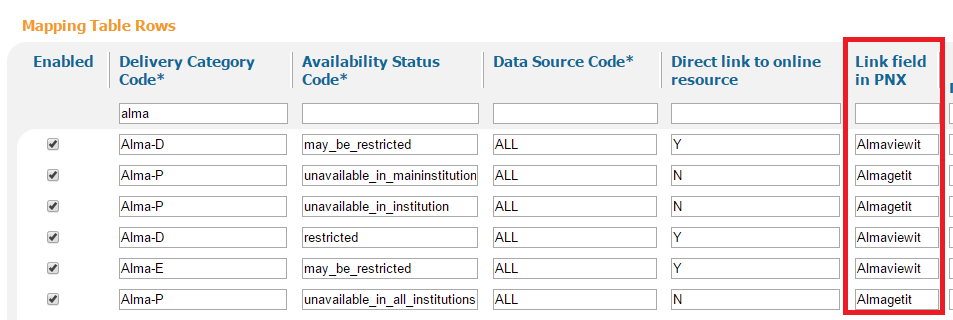 Mapping Table Rows
Enabled Delivery Category Code* Availability Status Code* Data Source Code* Direct link to online resource Link field in PNX
alma
Alma-D may_be_restricted ALL Y Almaviewit
Alma-P unavailable_in_maininstitution ALL N Almagetit
Alma-P unavailable_in_institution ALL N Almagetit
Alma-D restricted ALL Y Almaviewit
Alma-E may_be_restricted ALL Y Almaviewit
Alma-P unavailable_in_all_institutions ALL N Almagetit